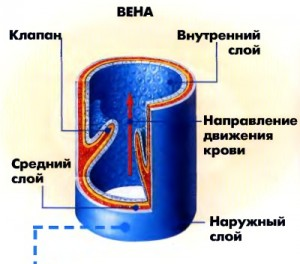 ВЕНА
Клапан
Внутренний
слой
Направление
движения
крови
Средний
слой
Наружный
слой